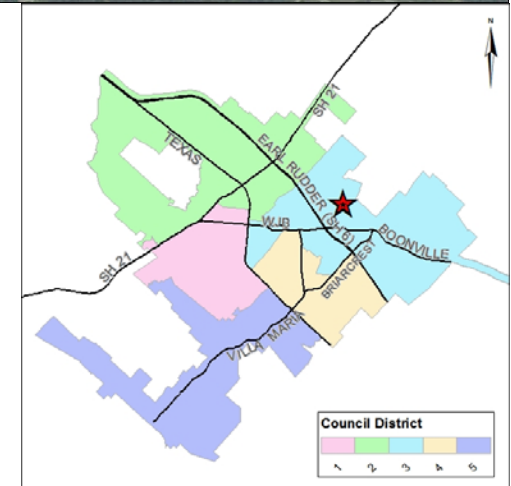 N
SH 21
TEXAS
EARL RUDDER (SH 6)
WJB
BOONVILLE
BRIARCREST
SH 21
VILLA MARIA
Council District
1 2 3 4 5